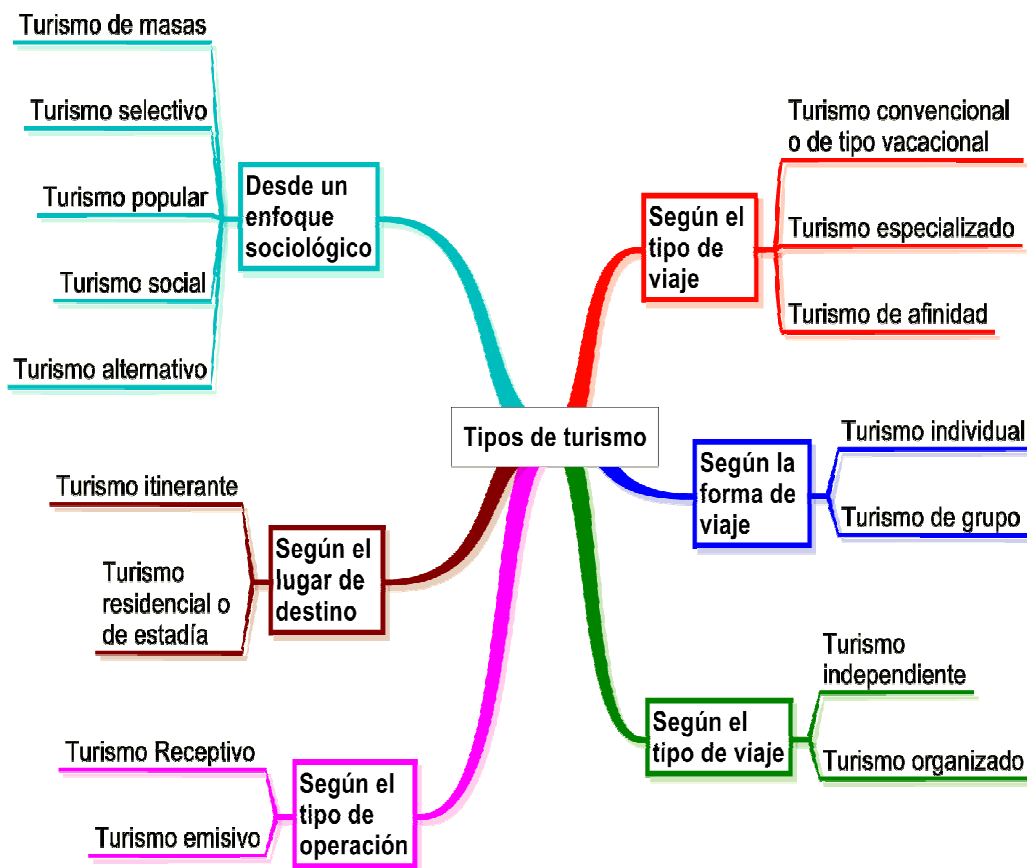 Tipos de turismo
Desde un
enfoque
sociológico
Turismo de masas
Turismo selectivo
Turismo popular
Turismo social
Turismo alternativo
Según el
tipo de
viaje
Turismo convencional
o de tipo vacacional
Turismo especializado
Turismo de afinidad
Según la
forma de
viaje
Turismo individual
Turismo de grupo
Según el
tipo de viaje
Turismo
independiente
Turismo organizado
Según el
lugar de
destino
Turismo itinerante
Turismo
residencial o
de estadía
Según el
tipo de
operación
Turismo Receptivo
Turismo emisivo